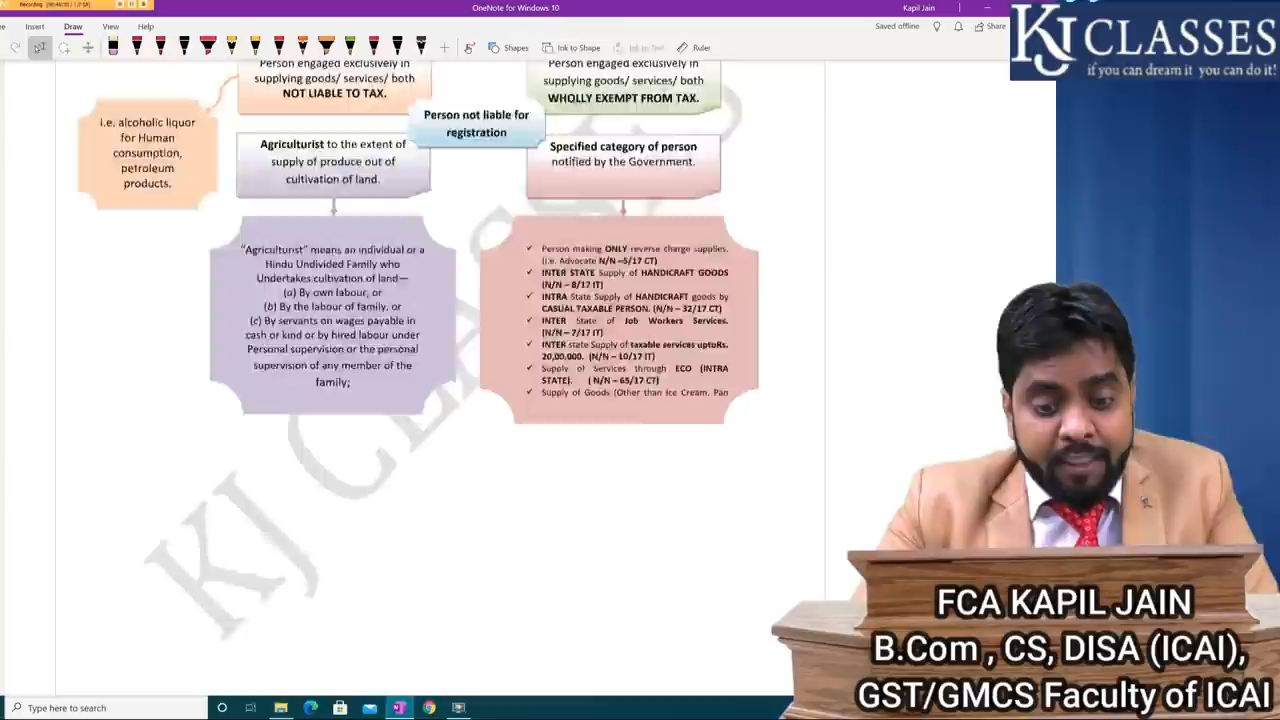 OneNote for Windows 10
Kapil Jain
Insert
Draw
View
Help
Saved offline
Share
Shapes
Ink to Shape
Ink to Text
Ruler
KJ CLASSES
if you can dream it you can do it!
Person engaged exclusively in
supplying goods/ services/ both
NOT LIABLE TO TAX.
Person engaged exclusively in
supplying goods/ services/ both
WHOLLY EXEMPT FROM TAX.
i.e. alcoholic liquor
for Human
consumption,
petroleum
products.
Person not liable for
registration
Agriculturist to the extent of
supply of produce out of
cultivation of land.
Specified category of person
notified by the Government.
“Agriculturist” means an individual or a
Hindu Undivided Family who
Undertakes cultivation of land—
(a) By own labour, or
(b) By the labour of family, or
(c) By servants on wages payable in
cash or kind or by hired labour under
Personal supervision or the personal
supervision of any member of the
family;
✓ Person making ONLY reverse charge supplies.
(i.e. Advocate N/N –5/17 CT)
✓ INTER STATE Supply of HANDICRAFT GOODS
(N/N – 8/17 IT)
✓ INTRA State Supply of HANDICRAFT goods by
CASUAL TAXABLE PERSON. (N/N – 32/17 CT)
✓ INTER State of Job Workers Services.
(N/N – 7/17 IT)
✓ INTER state Supply of taxable services uptoRs.
20,00,000. (N/N – 10/17 IT)
✓ Supply of Services through ECO (INTRA
STATE). ( N/N – 65/17 CT)
✓ Supply of Goods (Other than Ice Cream, Pan
KJ CLASSES
FCA KAPIL JAIN
B.Com , CS, DISA (ICAI),
GST/GMCS Faculty of ICAI
Type here to search